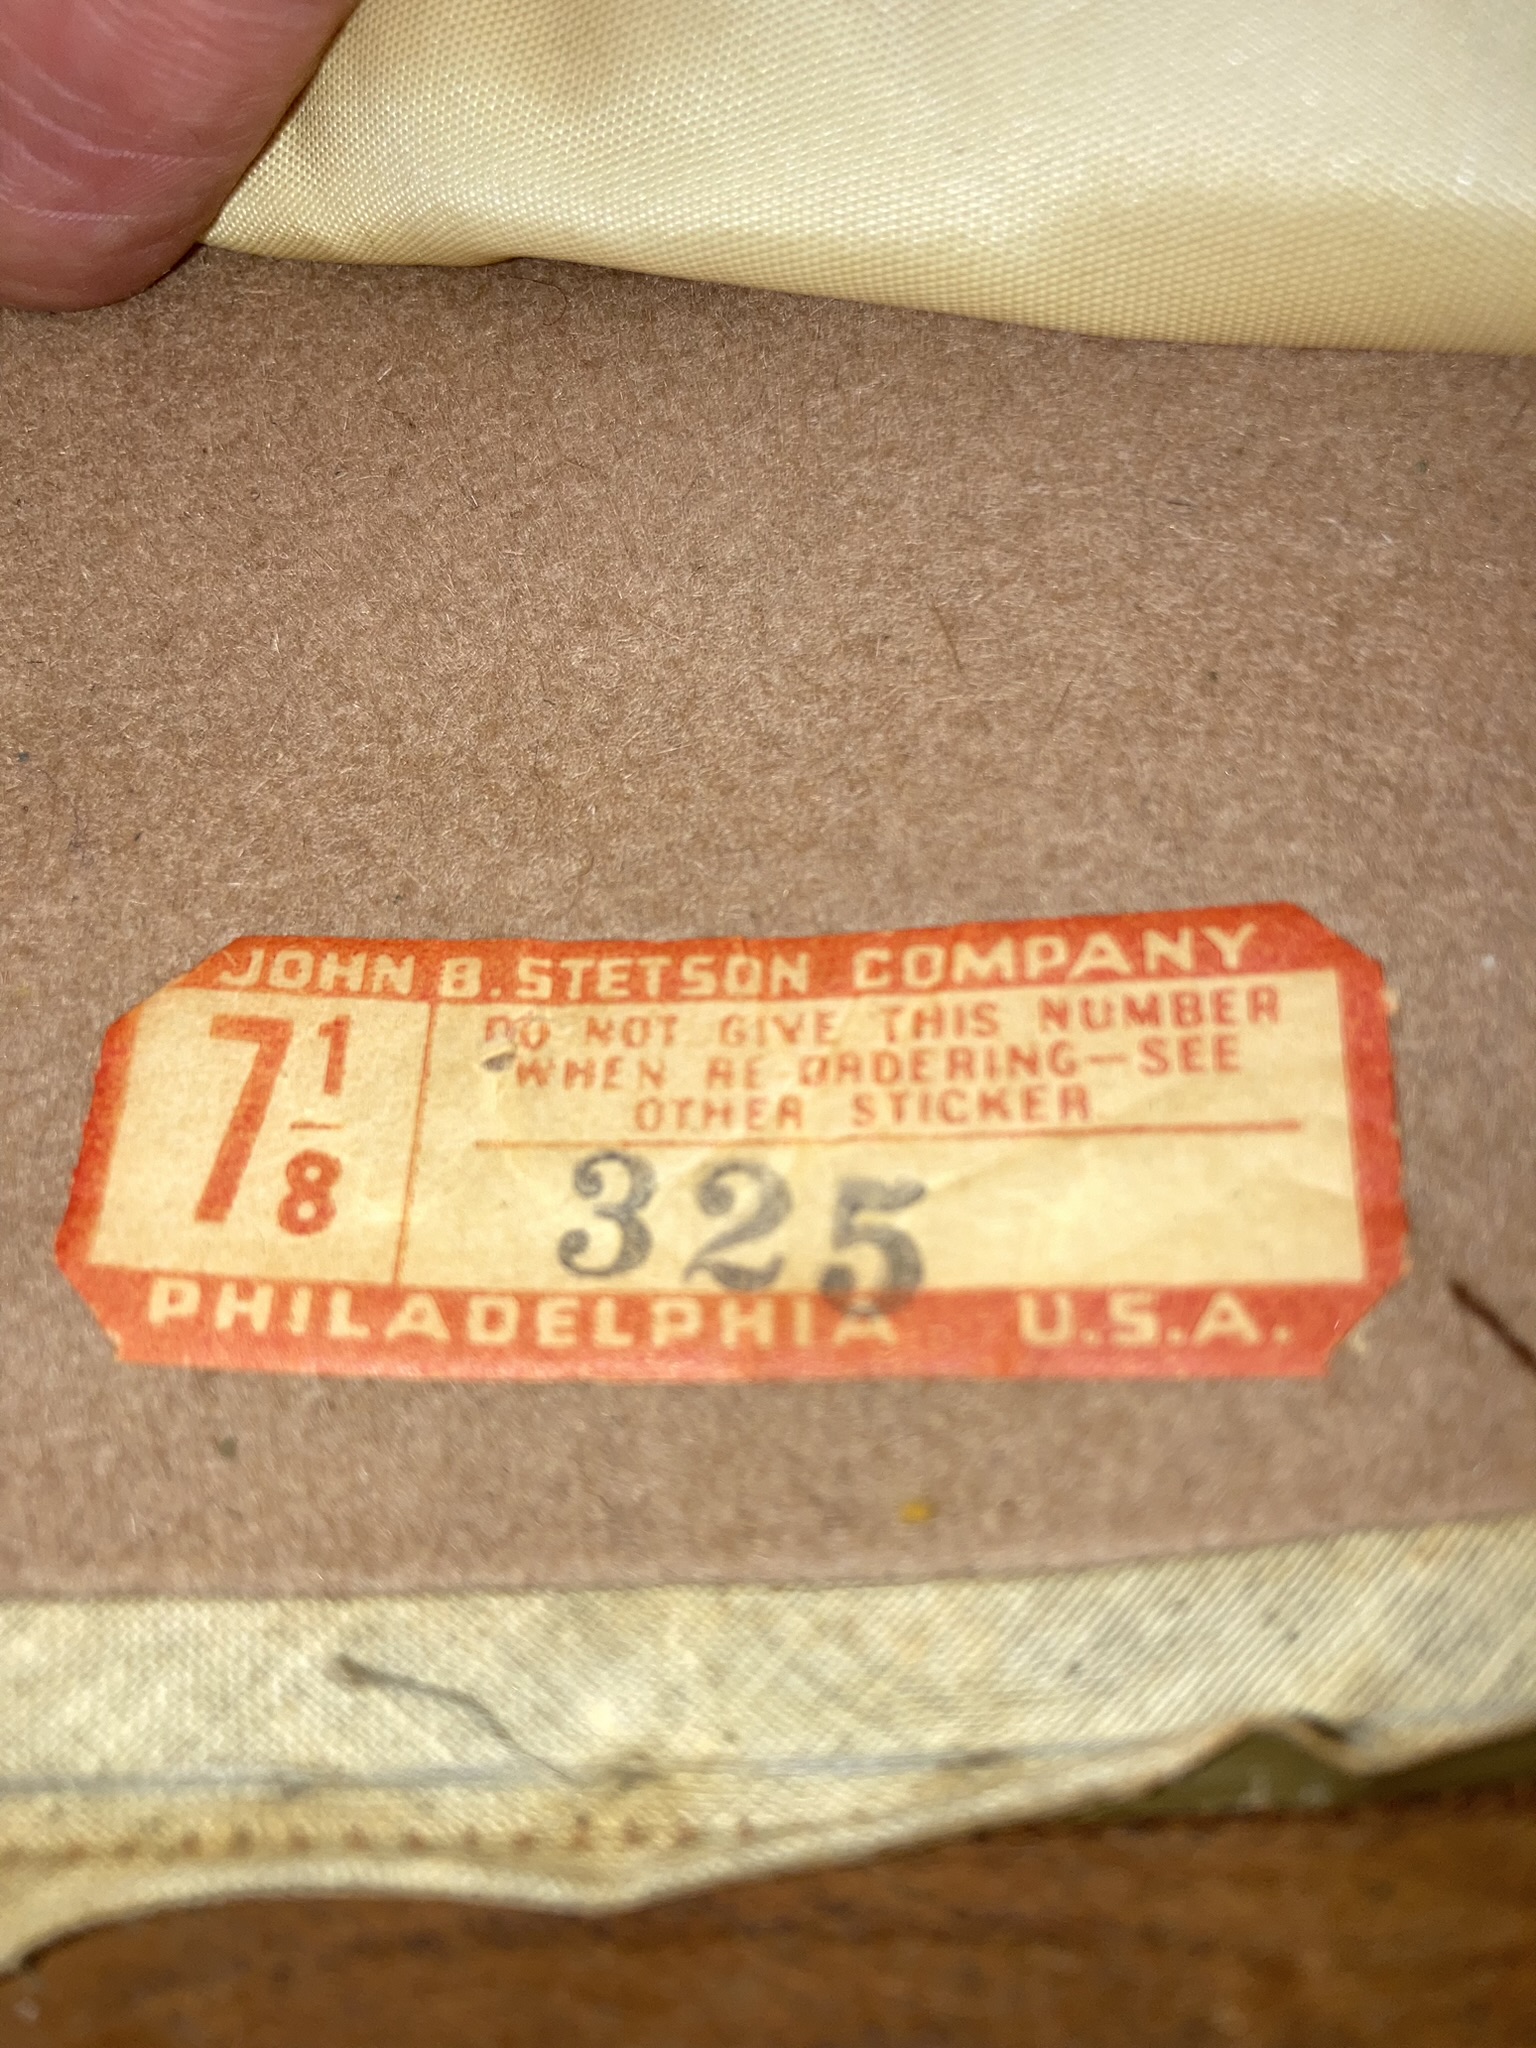 JOHN B. STETSON COMPANY
7 1/8
DO NOT GIVE THIS NUMBER
WHEN RE-ORDERING—SEE
OTHER STICKER
325
PHILADELPHIA U.S.A.